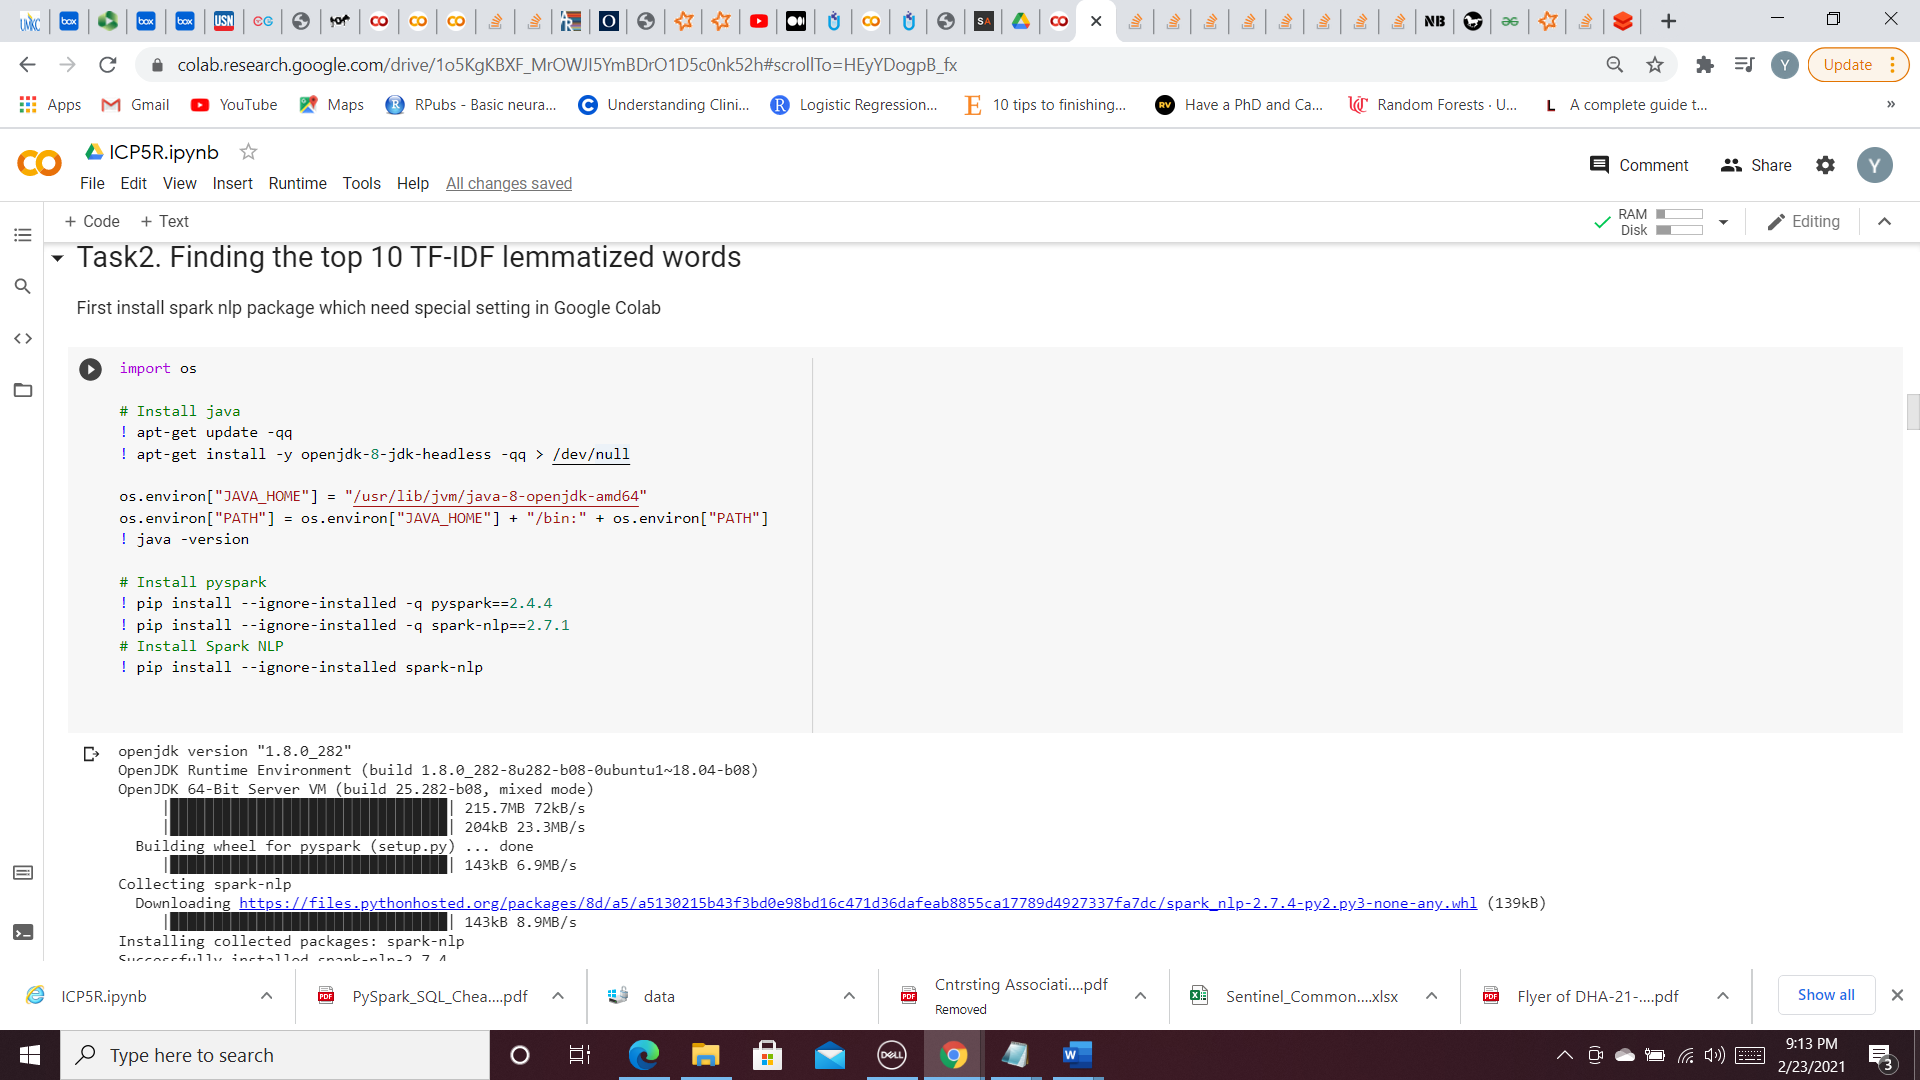 colab.research.google.com/drive/1o5KgKBXF_MrOWJI5YmBDrO1D5c0nk52h#scrollTo=HEyYDogpB_fx
Y
Update
Apps
Gmail
YouTube
Maps
RPubs - Basic neura...
Understanding Clini...
Logistic Regression...
10 tips to finishing...
Have a PhD and Ca...
Random Forests · U...
A complete guide t...
»
ICP5R.ipynb
Comment
Share
Y
File Edit View Insert Runtime Tools Help All changes saved
+ Code + Text
RAM
Disk
Editing
Task2. Finding the top 10 TF-IDF lemmatized words
First install spark nlp package which need special setting in Google Colab
import os
# Install java
! apt-get update -qq
! apt-get install -y openjdk-8-jdk-headless -qq > /dev/null
os.environ["JAVA_HOME"] = "/usr/lib/jvm/java-8-openjdk-amd64"
os.environ["PATH"] = os.environ["JAVA_HOME"] + "/bin:" + os.environ["PATH"]
! java -version
# Install pyspark
! pip install --ignore-installed -q pyspark==2.4.4
! pip install --ignore-installed -q spark-nlp==2.7.1
# Install Spark NLP
! pip install --ignore-installed spark-nlp
openjdk version "1.8.0_282"
OpenJDK Runtime Environment (build 1.8.0_282-8u282-b08-0ubuntu1~18.04-b08)
OpenJDK 64-Bit Server VM (build 25.282-b08, mixed mode)
215.7MB 72kB/s
204kB 23.3MB/s
Building wheel for pyspark (setup.py) ... done
143kB 6.9MB/s
Collecting spark-nlp
Downloading https://files.pythonhosted.org/packages/8d/a5/a5130215b43f3bd0e98bd16c471d36dafeab8855ca17789d4927337fa7dc/spark_nlp-2.7.4-py2.py3-none-any.whl (139kB)
143kB 8.9MB/s
Installing collected packages: spark-nlp
Successfully installed spark-nlp-2.7.4
ICP5R.ipynb
PySpark_SQL_Chea....pdf
data
Cntrsting Associati....pdf
Removed
Sentinel_Common....xlsx
Flyer of DHA-21-....pdf
Show all
Type here to search
9:13 PM
2/23/2021
3